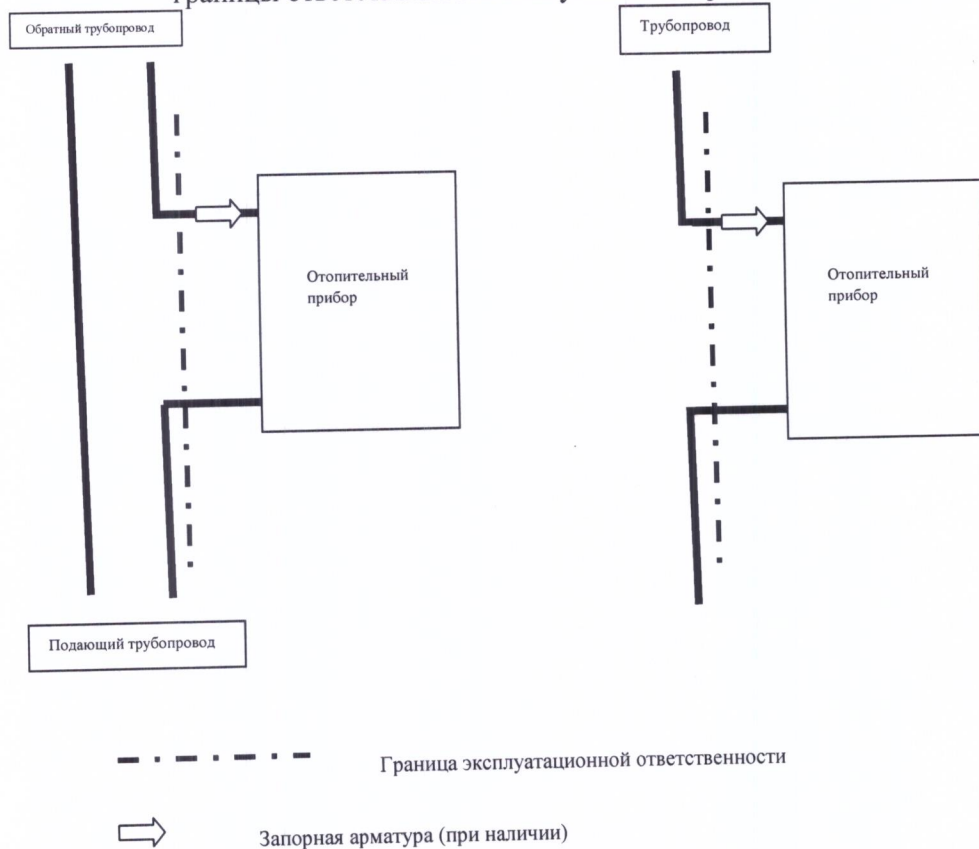 Обратный трубопровод
Трубопровод
Отопительный
прибор
Отопительный
прибор
Подающий трубопровод
Граница эксплуатационной ответственности
Запорная арматура (при наличии)